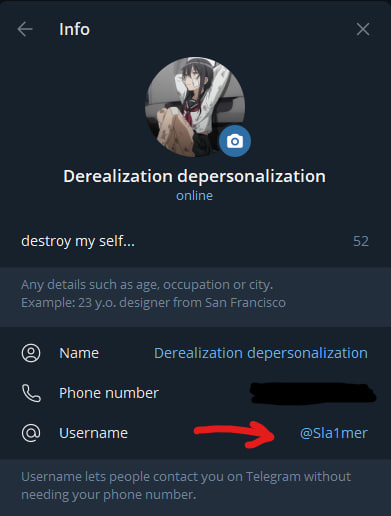 Info
Derealization depersonalization
online
destroy my self... 52
Any details such as age, occupation or city.
Example: 23 y.o. designer from San Francisco
Name Derealization depersonalization
Phone number
Username @Sla1mer
Username lets people contact you on Telegram without
needing your phone number.